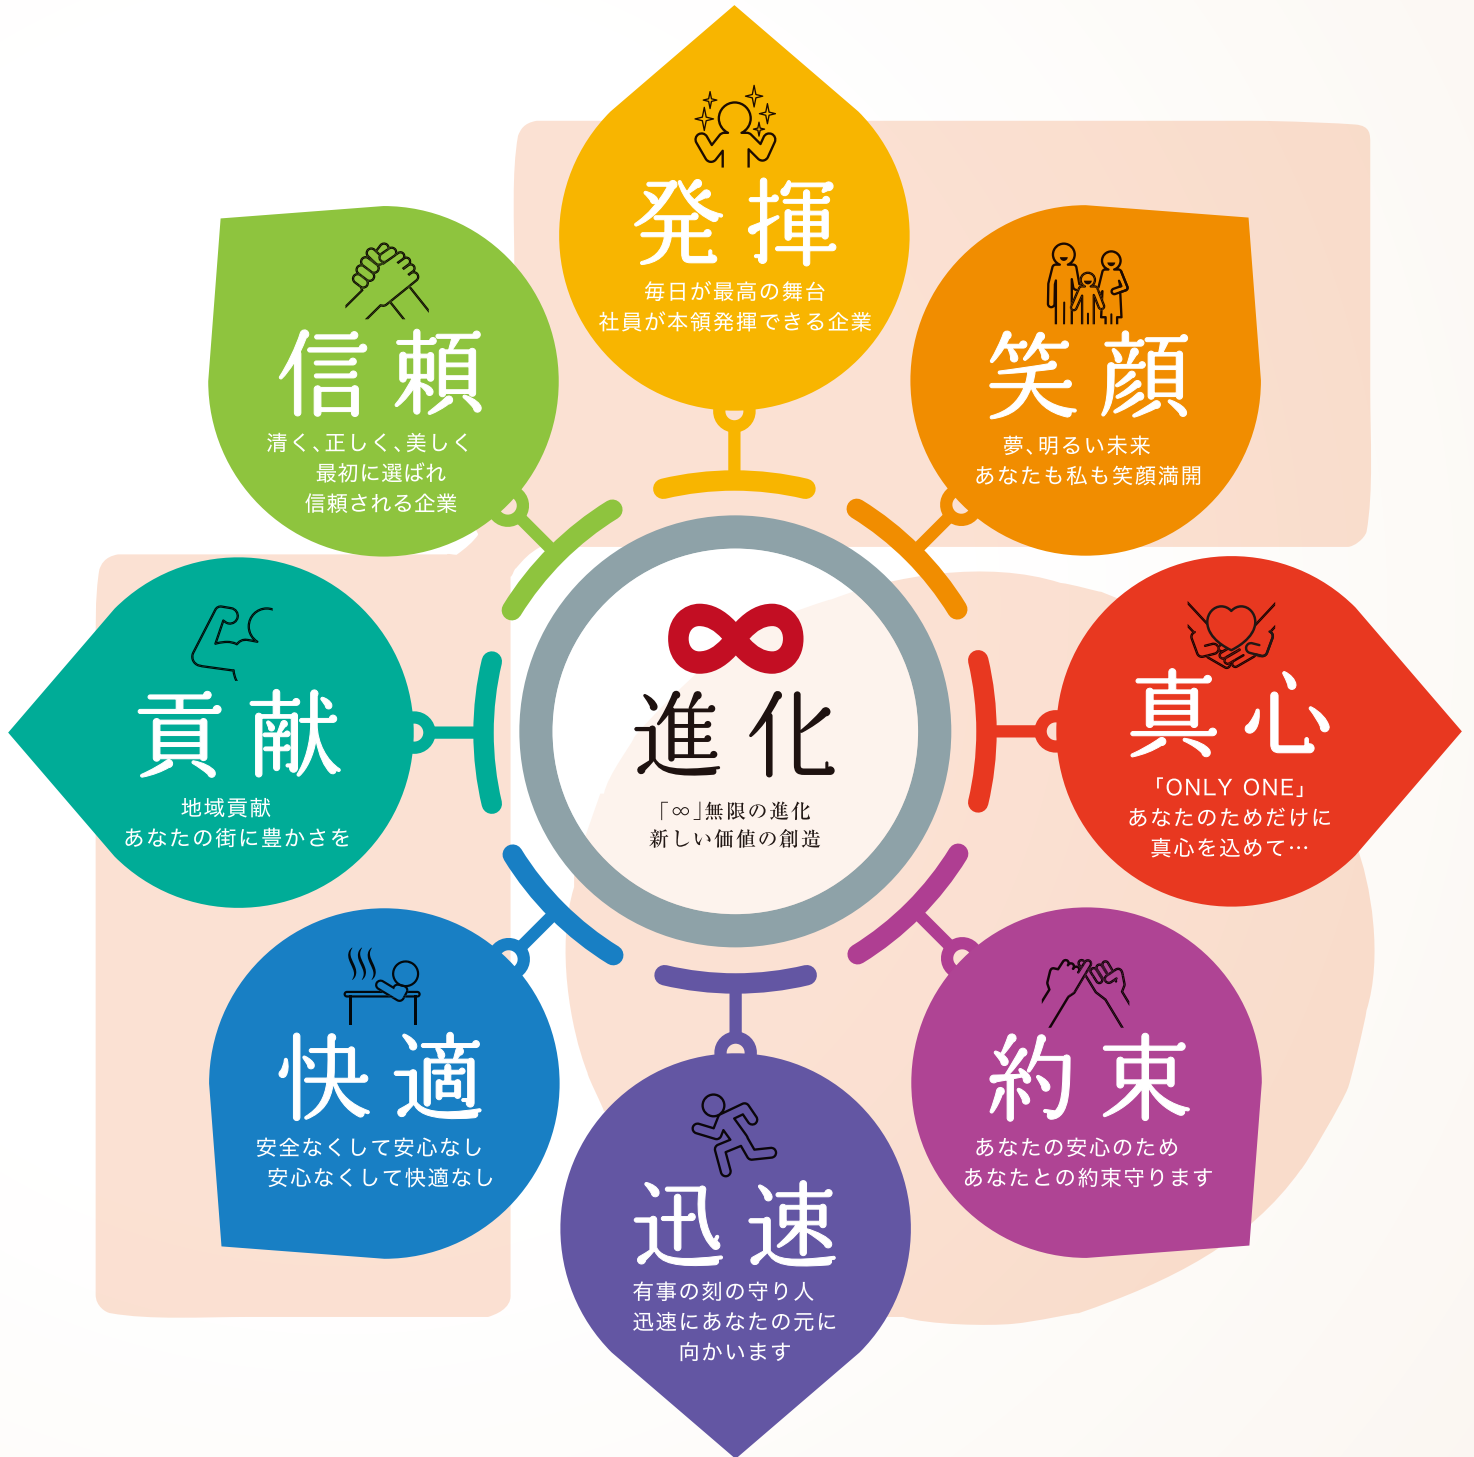 発揮
毎日が最高の舞台
社員が本領発揮できる企業
笑顔
夢、明るい未来
あなたも私も笑顔満開
真心
「ONLY ONE」
あなたのためだけに
真心を込めて…
約束
あなたの安心のため
あなたとの約束守ります
迅速
有事の刻の守り人
迅速にあなたの元に
向かいます
快適
安全なくして安心なし
安心なくして快適なし
貢献
地域貢献
あなたの街に豊かさを
信頼
清く、正しく、美しく
最初に選ばれ
信頼される企業
∞
進化
「∞」無限の進化
新しい価値の創造